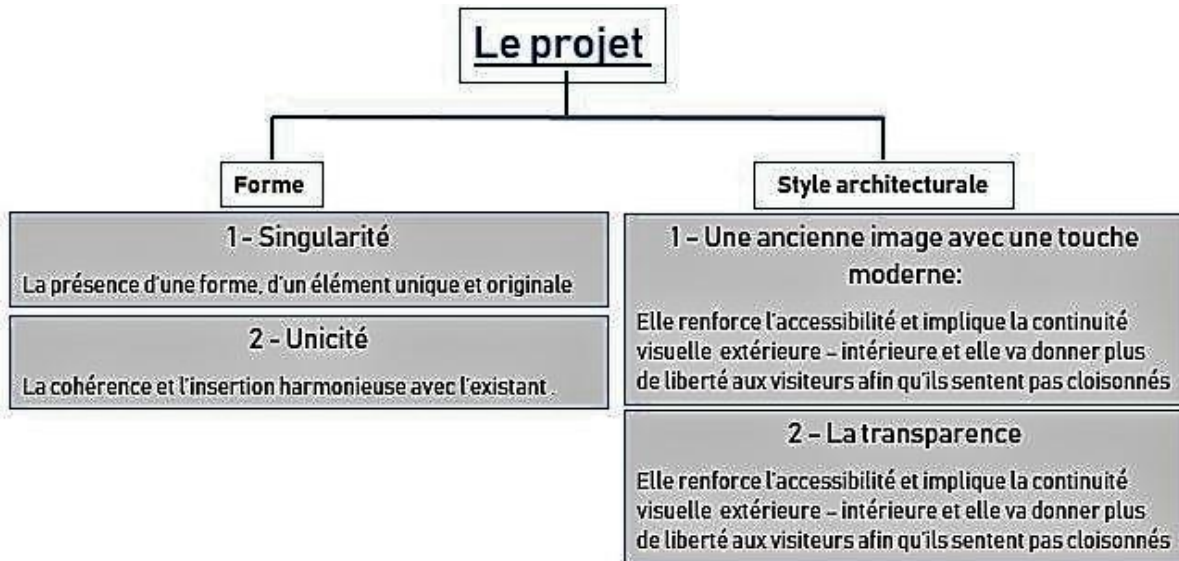 Le projet
Forme
1- Singularité
La présence d'une forme, d'un élément unique et originale
2 - Unicité
La cohérence et l'insertion harmonieuse avec l'existant .
Style architecturale
1 – Une ancienne image avec une touche
moderne:
Elle renforce l'accessibilité et implique la continuité
visuelle extérieure – intérieure et elle va donner plus
de liberté aux visiteurs afin qu'ils sentent pas cloisonnés
2 – La transparence
Elle renforce l'accessibilité et implique la continuité
visuelle extérieure – intérieure et elle va donner plus
de liberté aux visiteurs afin qu'ils sentent pas cloisonnés